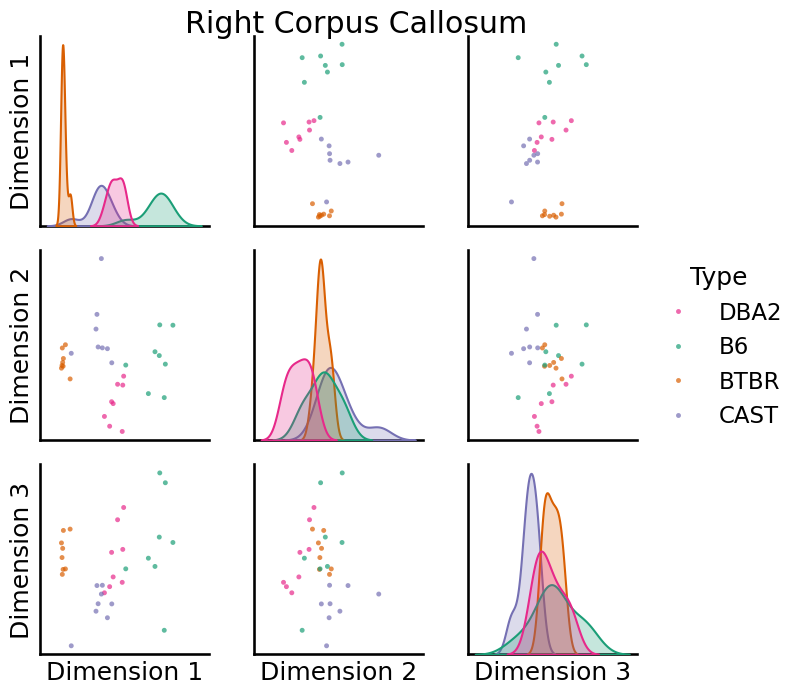 Right Corpus Callosum
Dimension 1
Dimension 2
Dimension 3
Type
DBA2
B6
BTBR
CAST
Dimension 1
Dimension 2
Dimension 3